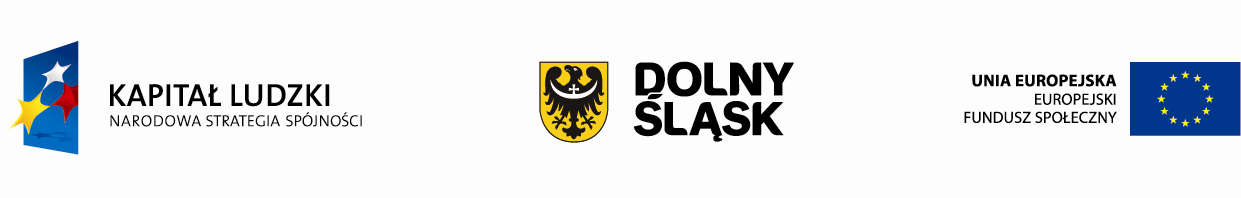 KAPITAŁ LUDZKI
NARODOWA STRATEGIA SPÓJNOŚCI
DOLNY
ŚLĄSK
UNIA EUROPEJSKA
EUROPEJSKI
FUNDUSZ SPOŁECZNY